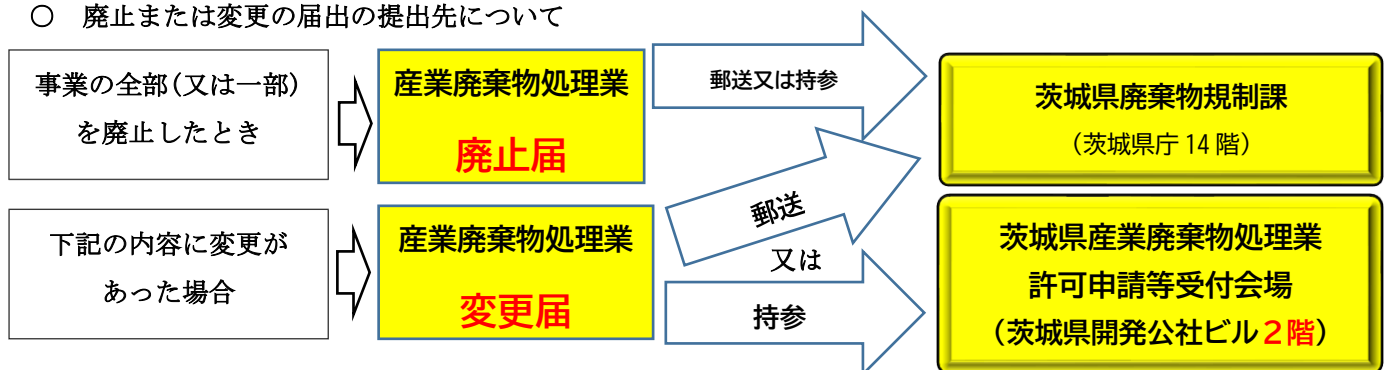 ○ 廃止または変更の届出の提出先について
事業の全部(又は一部)
を廃止したとき
産業廃棄物処理業
廃止届
郵送又は持参
茨城県廃棄物規制課
(茨城県庁14階)
下記の内容に変更が
あった場合
産業廃棄物処理業
変更届
郵送
又は
持参
茨城県産業廃棄物処理業
許可申請等受付会場
(茨城県開発公社ビル2階)